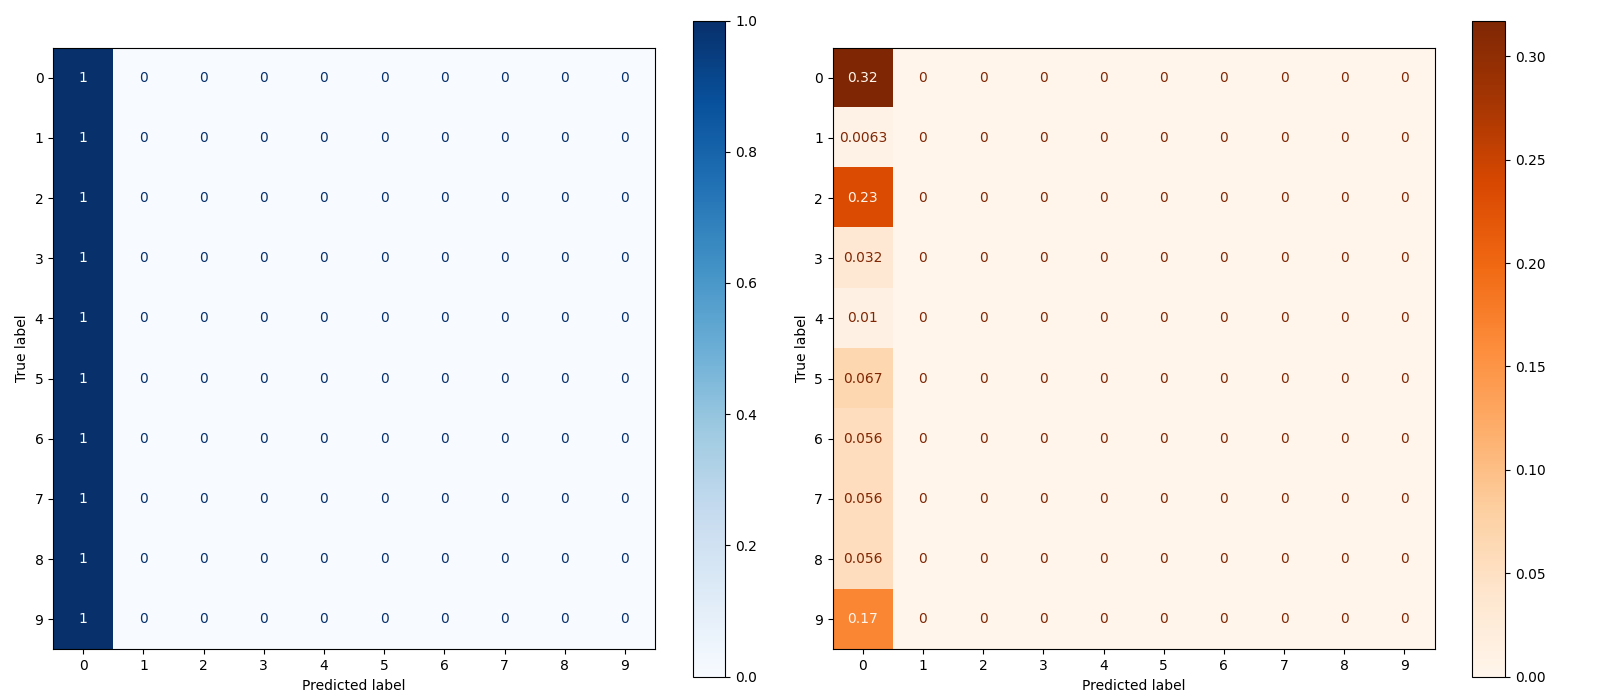 1.0
0 1 0 0 0 0 0 0 0 0 0
1 1 0 0 0 0 0 0 0 0 0
0.8
2 1 0 0 0 0 0 0 0 0 0
3 1 0 0 0 0 0 0 0 0 0
0.6
4 1 0 0 0 0 0 0 0 0 0
True label
5 1 0 0 0 0 0 0 0 0 0
0.4
6 1 0 0 0 0 0 0 0 0 0
7 1 0 0 0 0 0 0 0 0 0
0.2
8 1 0 0 0 0 0 0 0 0 0
9 1 0 0 0 0 0 0 0 0 0
0.0
0 1 2 3 4 5 6 7 8 9
Predicted label
0.30
0 0.32 0 0 0 0 0 0 0 0 0
1 0.0063 0 0 0 0 0 0 0 0 0
0.25
2 0.23 0 0 0 0 0 0 0 0 0
3 0.032 0 0 0 0 0 0 0 0 0
0.20
4 0.01 0 0 0 0 0 0 0 0 0
True label
0.15
5 0.067 0 0 0 0 0 0 0 0 0
6 0.056 0 0 0 0 0 0 0 0 0
0.10
7 0.056 0 0 0 0 0 0 0 0 0
8 0.056 0 0 0 0 0 0 0 0 0
0.05
9 0.17 0 0 0 0 0 0 0 0 0
0.00
0 1 2 3 4 5 6 7 8 9
Predicted label